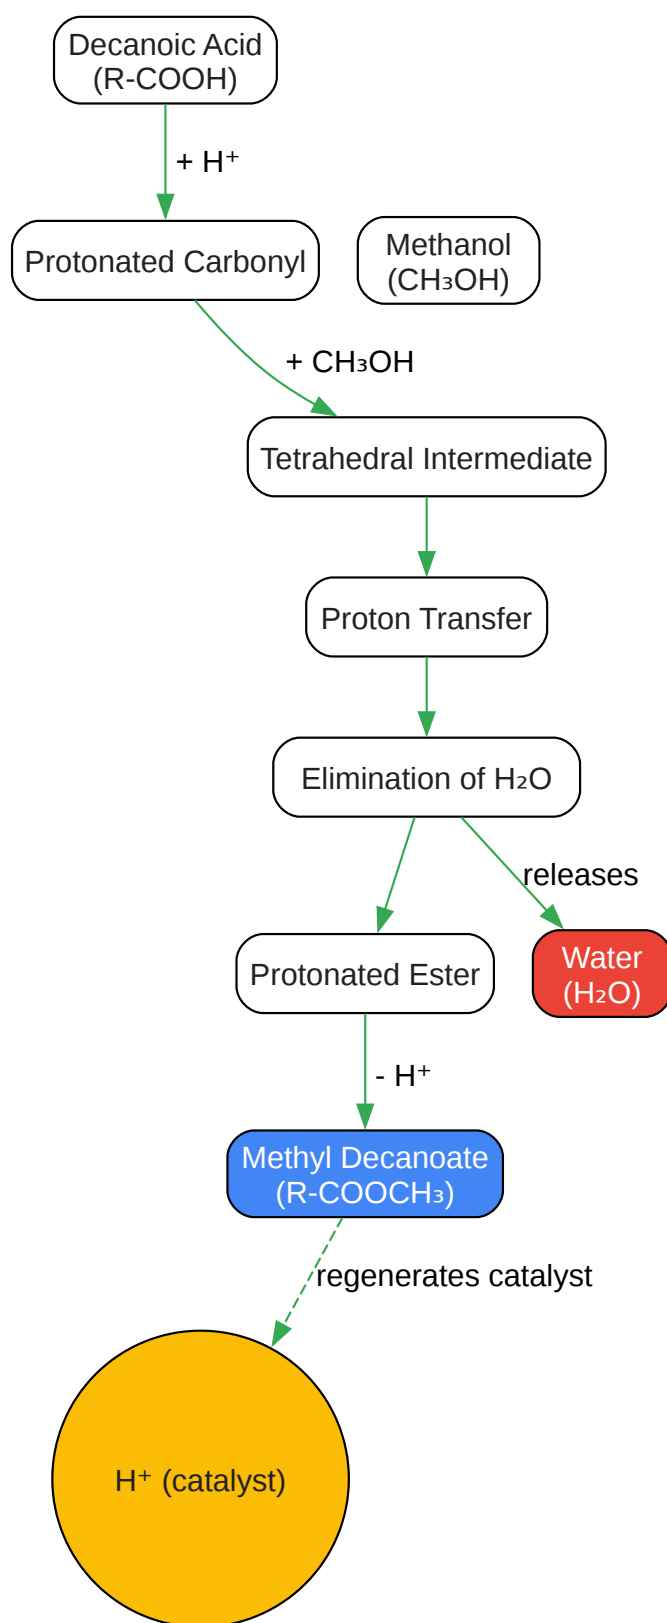 Decanoic Acid
(R-COOH)
+ H⁺
Protonated Carbonyl
Methanol
(CH₃OH)
+ CH₃OH
Tetrahedral Intermediate
Proton Transfer
Elimination of H₂O
releases
Protonated Ester
Water
(H₂O)
- H⁺
Methyl Decanoate
(R-COOCH₃)
regenerates catalyst
H⁺ (catalyst)